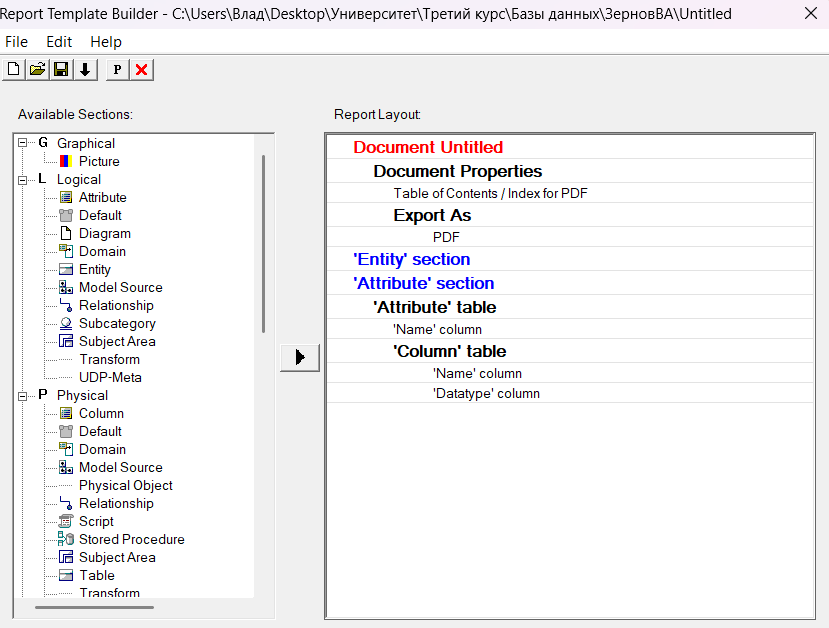 Report Template Builder - C:\Users\Влад\Desktop\Университет\Третий курс\Базы данных\ЗерновВА\Untitled
File Edit Help
P
Available Sections:
G Graphical
Picture
L Logical
Attribute
Default
Diagram
Domain
Entity
Model Source
Relationship
Subcategory
Subject Area
Transform
UDP-Meta
P Physical
Column
Default
Domain
Model Source
Physical Object
Relationship
Script
Stored Procedure
Subject Area
Table
Transform
Report Layout:
Document Untitled
Document Properties
Table of Contents / Index for PDF
Export As
PDF
'Entity' section
'Attribute' section
'Attribute' table
'Name' column
'Column' table
'Name' column
'Datatype' column